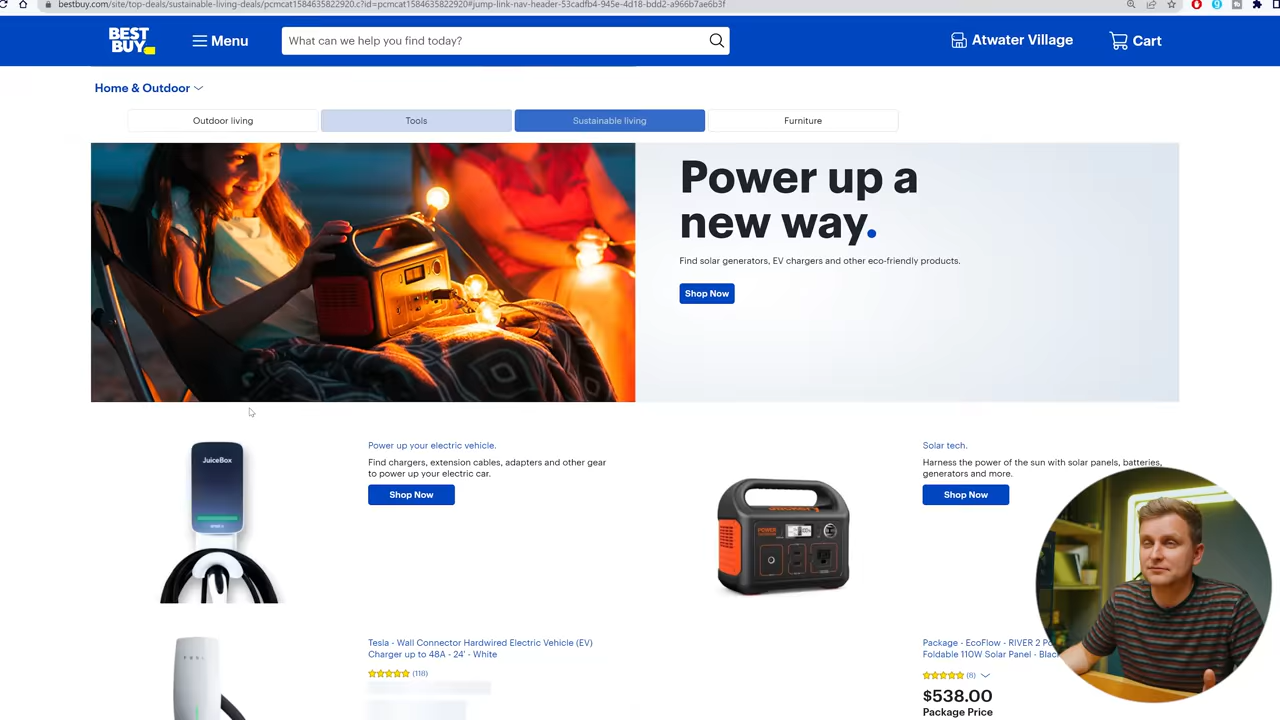 bestbuy.com/site/top-deals/sustainable-living-deals/pcmcat1584635822920.c?id=pcmcat1584635822920#jump-link-nav-header-53cadfb4-945e-4d18-bdd2-a966b7ae6b3f
BEST
BUY
Menu
What can we help you find today?
Atwater Village
Cart
Home & Outdoor
Outdoor living
Tools
Sustainable living
Furniture
Power up a
new way.
Find solar generators, EV chargers and other eco-friendly products.
Shop Now
JuiceBox
Power up your electric vehicle.
Find chargers, extension cables, adapters and other gear
to power up your electric car.
Shop Now
Solar tech.
Harness the power of the sun with solar panels, batteries,
generators and more.
Shop Now
TESLA
Tesla - Wall Connector Hardwired Electric Vehicle (EV)
Charger up to 48A - 24' - White
(118)
Package - EcoFlow - RIVER 2
Foldable 110W Solar Panel -
(8)
$538.00
Package Price